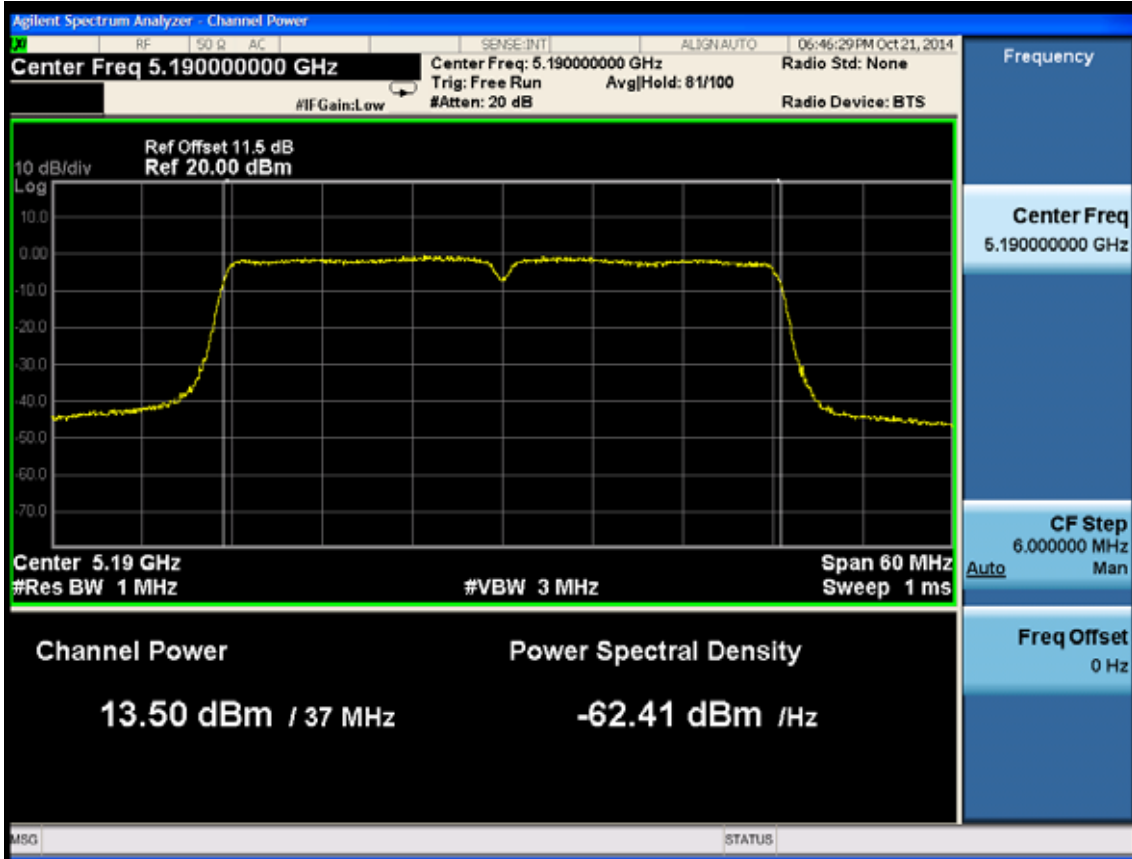 Agilent Spectrum Analyzer - Channel Power
LXI RF 50 Ω AC SENSE:INT ALIGN AUTO 06:46:29 PM Oct 21, 2014
Center Freq 5.190000000 GHz
#IFGain:Low
Center Freq: 5.190000000 GHz
Trig: Free Run Avg|Hold: 81/100
#Atten: 20 dB
Radio Std: None
Radio Device: BTS
Ref Offset 11.5 dB
10 dB/div Ref 20.00 dBm
Log
10.0
0.00
-10.0
-20.0
-30.0
-40.0
-50.0
-60.0
-70.0
Center 5.19 GHz Span 60 MHz
#Res BW 1 MHz #VBW 3 MHz Sweep 1 ms
Channel Power Power Spectral Density
13.50 dBm / 37 MHz -62.41 dBm /Hz
Frequency
Center Freq
5.190000000 GHz
CF Step
6.000000 MHz
Auto Man
Freq Offset
0 Hz
MSG STATUS